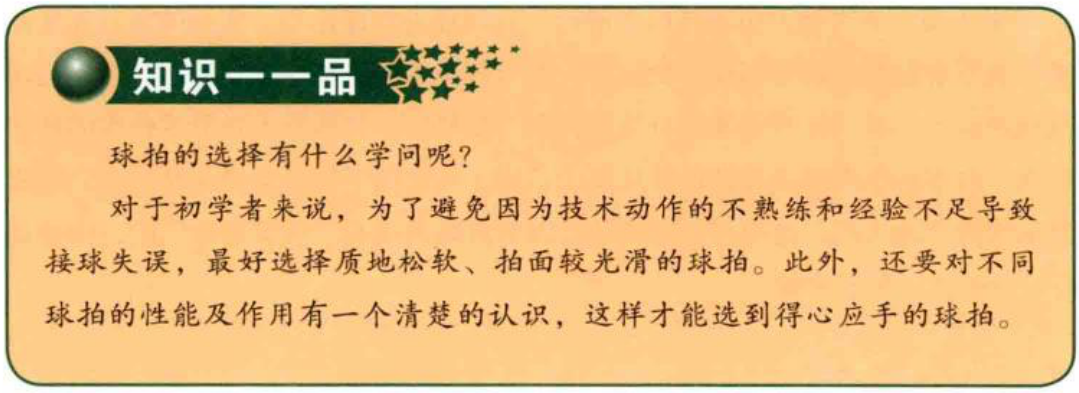 知识一一品
球拍的选择有什么学问呢？
对于初学者来说，为了避免因为技术动作的不熟练和经验不足导致
接球失误，最好选择质地松软、拍面较光滑的球拍。此外，还要对不同
球拍的性能及作用有一个清楚的认识，这样才能选到得心应手的球拍。